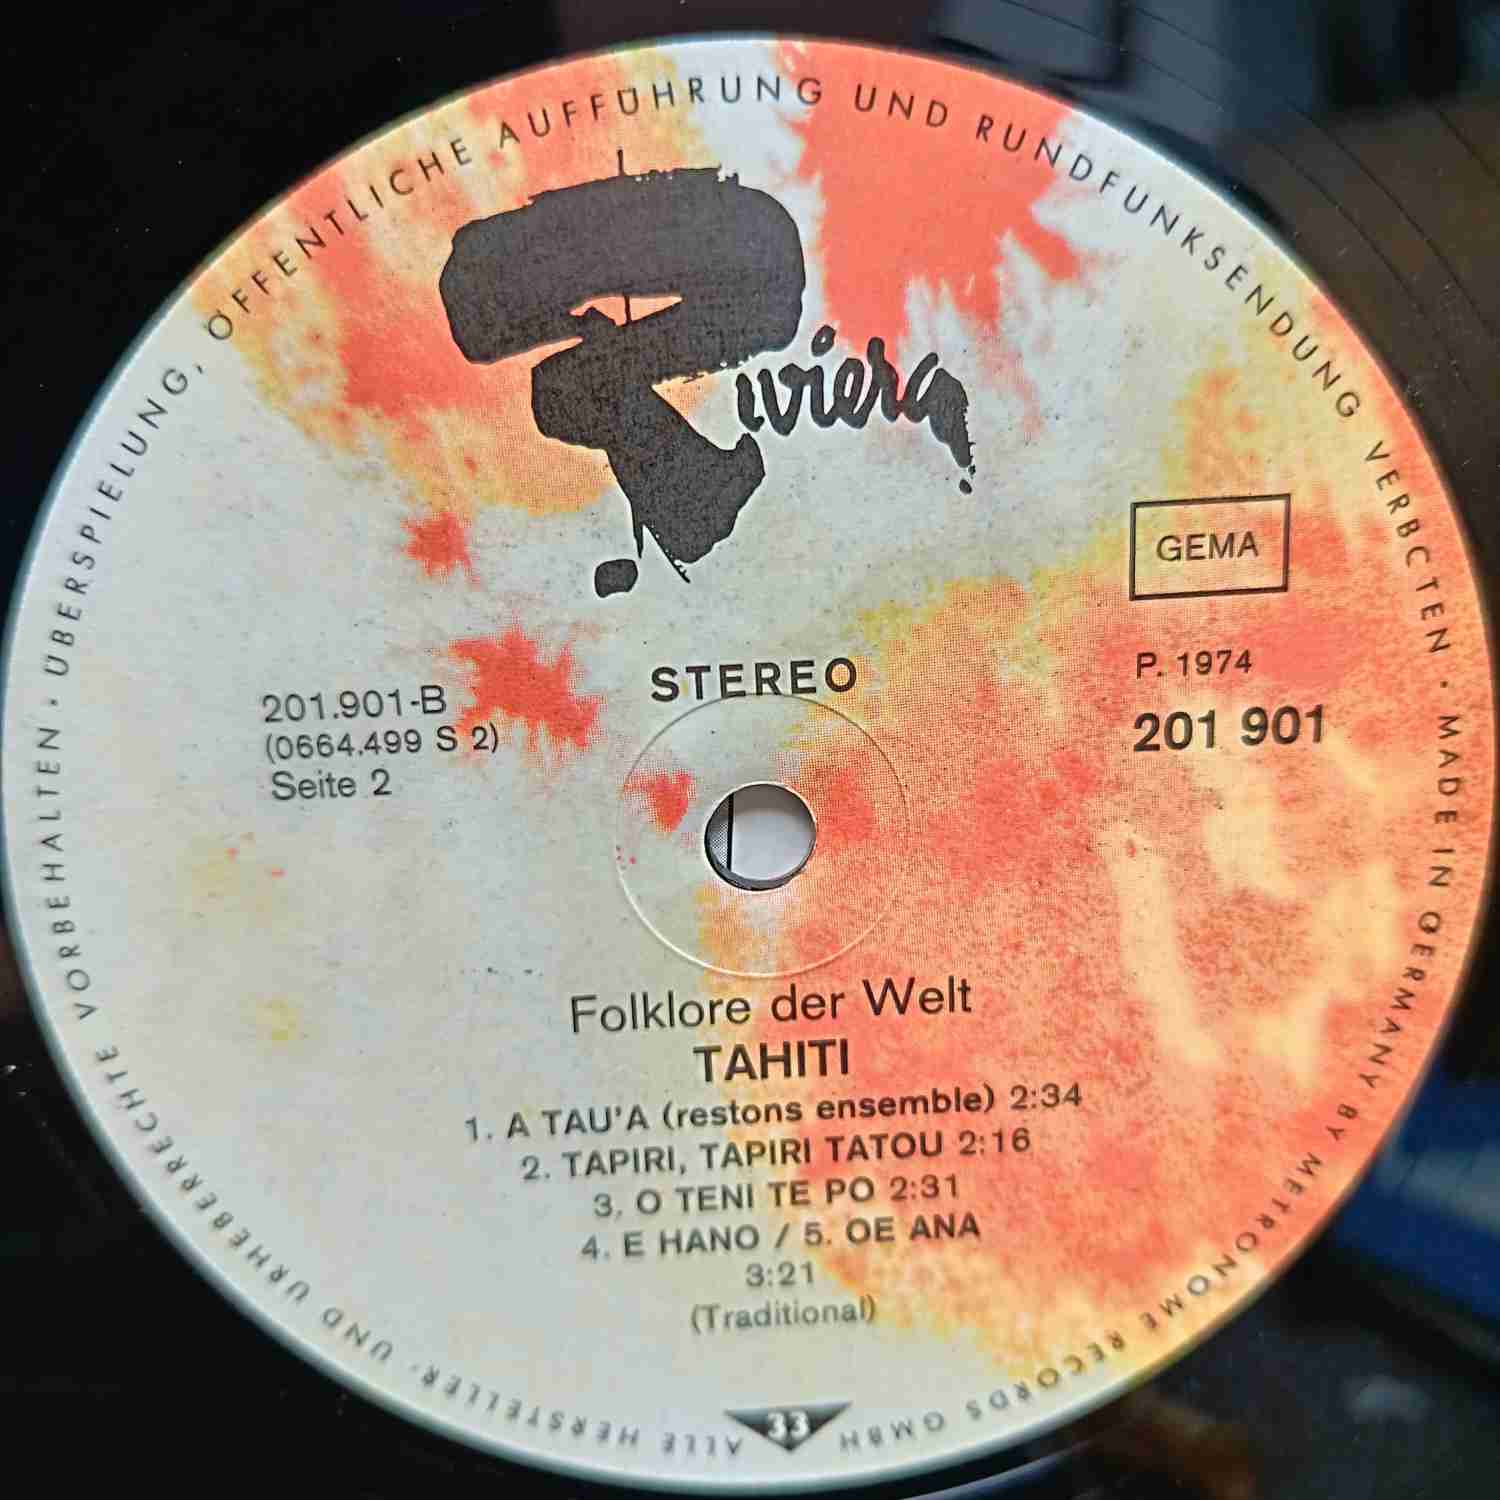 ALLE HERSTELLER- UND URHEBERRECHTE VORBEHALTEN · ÜBERSPIELUNG, ÖFFENTLICHE AUFFÜHRUNG UND RUNDFUNKSENDUNG VERBOTEN · MADE IN GERMANY BY METRONOME RECORDS GMBH
Riviera
GEMA
STEREO
P. 1974
201 901
201.901-B
(0664.499 S 2)
Seite 2
Folklore der Welt
TAHITI
1. A TAU'A (restons ensemble) 2:34
2. TAPIRI, TAPIRI TATOU 2:16
3. O TENI TE PO 2:31
4. E HANO / 5. OE ANA
3:21
(Traditional)
33